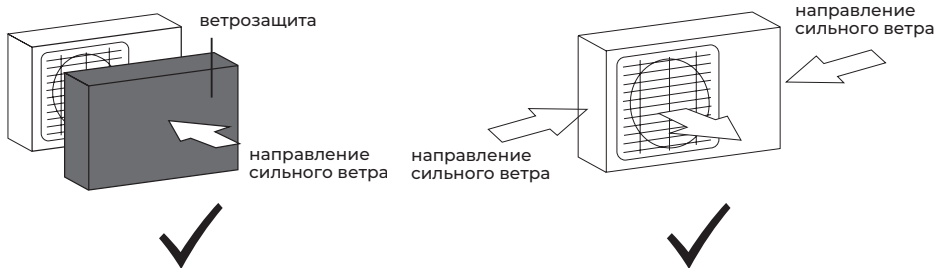 ветрозащита
направление
сильного ветра
направление
сильного ветра
направление
сильного ветра